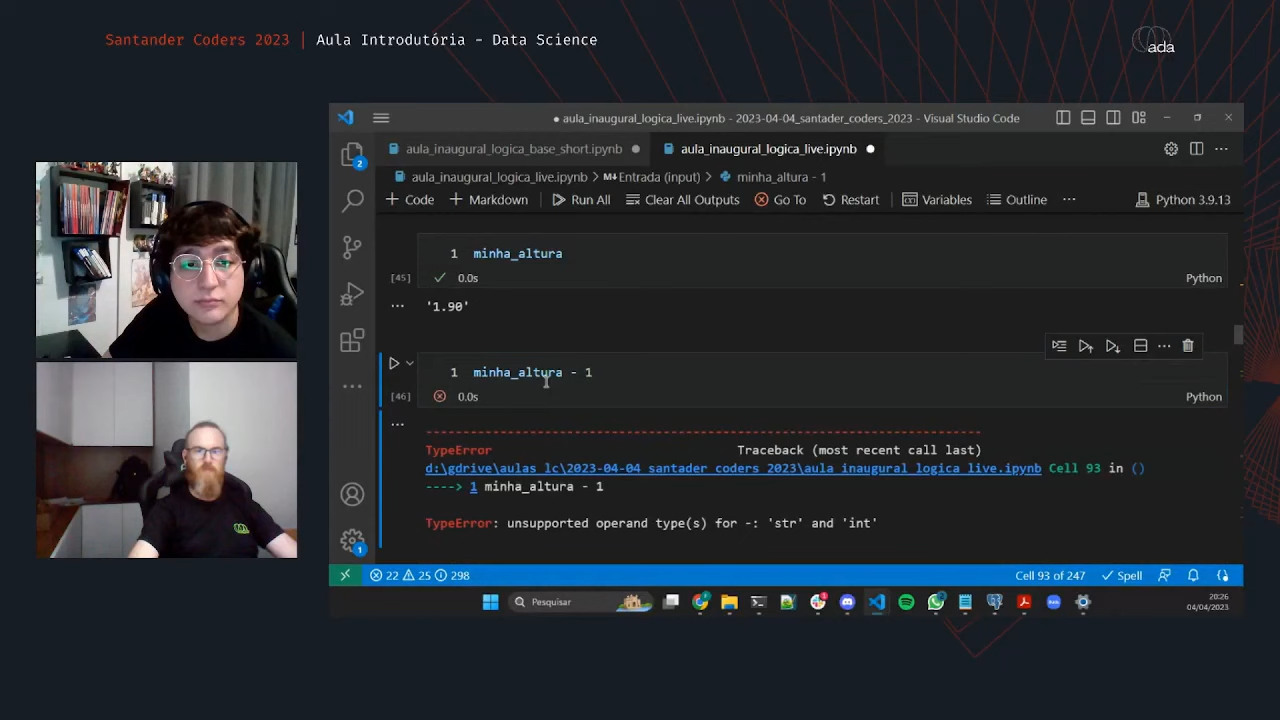 Santander Coders 2023 | Aula Introdutória - Data Science
ada
● aula_inaugural_logica_live.ipynb - 2023-04-04_santader_coders_2023 - Visual Studio Code
aula_inaugural_logica_base_short.ipynb ●
aula_inaugural_logica_live.ipynb ●
aula_inaugural_logica_live.ipynb > M↓Entrada (input) > minha_altura - 1
+ Code + Markdown Run All Clear All Outputs Go To Restart Variables Outline ··· Python 3.9.13
2
1 minha_altura
[45] 0.0s Python
··· '1.90'
1 minha_altura - 1
[46] 0.0s Python
---------------------------------------------------------------------------
TypeError Traceback (most recent call last)
d:\gdrive\aulas_lc\2023-04-04_santader_coders_2023\aula_inaugural_logica_live.ipynb Cell 93 in ()
----> 1 minha_altura - 1
TypeError: unsupported operand type(s) for -: 'str' and 'int'
1
22 25 298 Cell 93 of 247 Spell
Pesquisar
20:26
04/04/2023